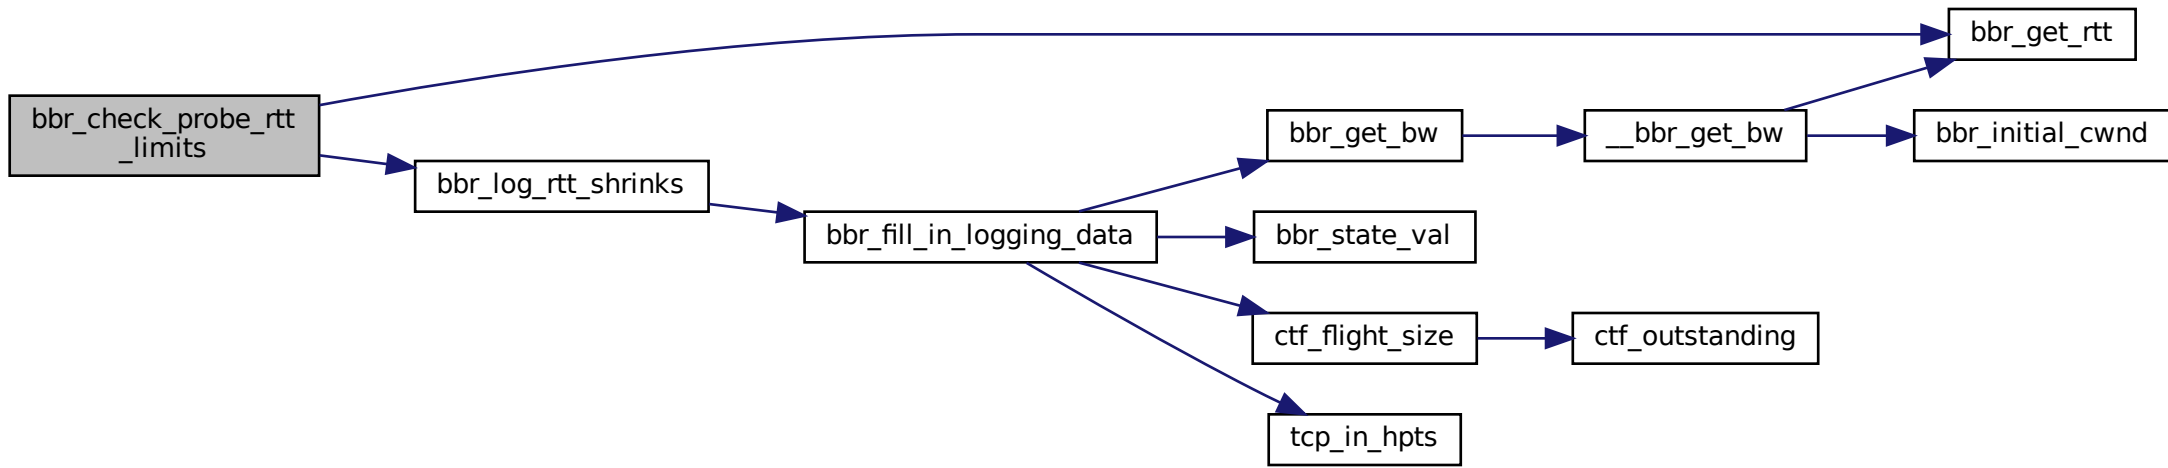 bbr_check_probe_rtt
_limits
bbr_get_rtt
bbr_log_rtt_shrinks
bbr_fill_in_logging_data
bbr_get_bw
__bbr_get_bw
bbr_initial_cwnd
bbr_state_val
ctf_flight_size
ctf_outstanding
tcp_in_hpts